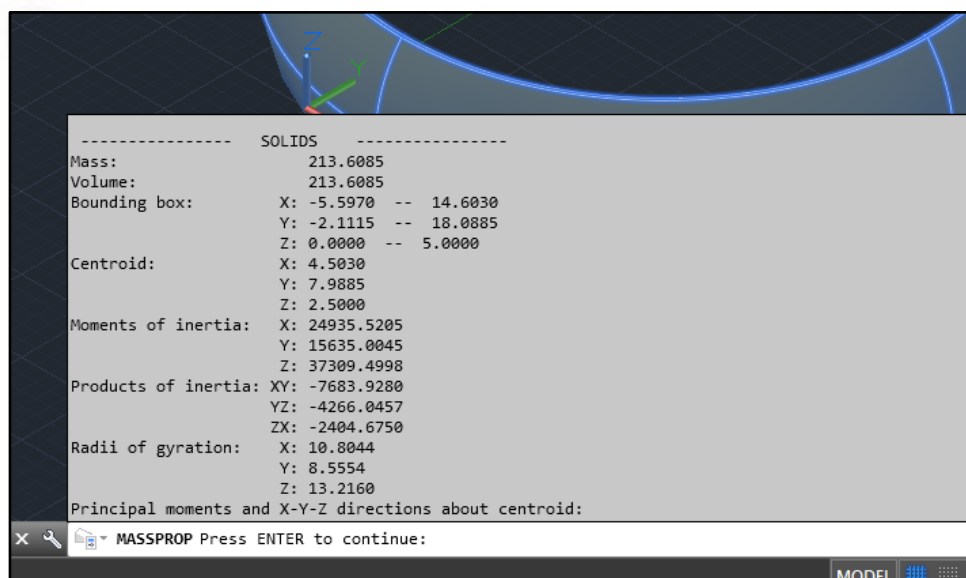 Z
Y
---------------- SOLIDS ----------------
Mass: 213.6085
Volume: 213.6085
Bounding box: X: -5.5970 -- 14.6030
Y: -2.1115 -- 18.0885
Z: 0.0000 -- 5.0000
Centroid: X: 4.5030
Y: 7.9885
Z: 2.5000
Moments of inertia: X: 24935.5205
Y: 15635.0045
Z: 37309.4998
Products of inertia: XY: -7683.9280
YZ: -4266.0457
ZX: -2404.6750
Radii of gyration: X: 10.8044
Y: 8.5554
Z: 13.2160
Principal moments and X-Y-Z directions about centroid:
MASSPROP Press ENTER to continue:
MODEL